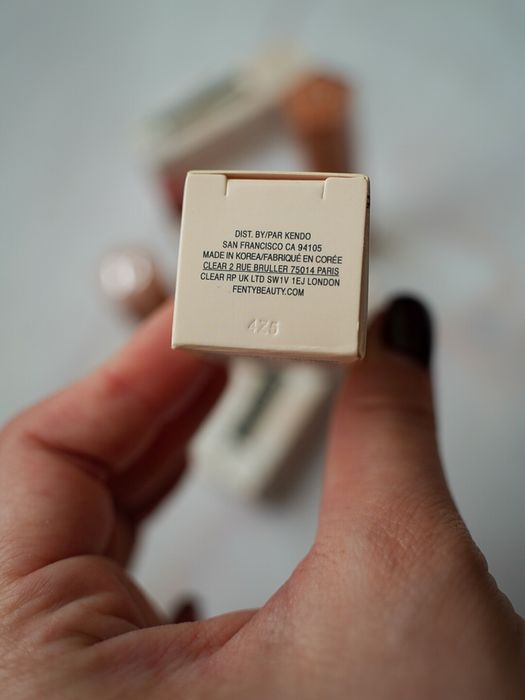 DIST. BY/PAR KENDO
SAN FRANCISCO CA 94105
MADE IN KOREA/FABRIQUÉ EN CORÉE
CLEAR 2 RUE BRULLER 75014 PARIS
CLEAR RP UK LTD SW1V 1EJ LONDON
FENTYBEAUTY.COM